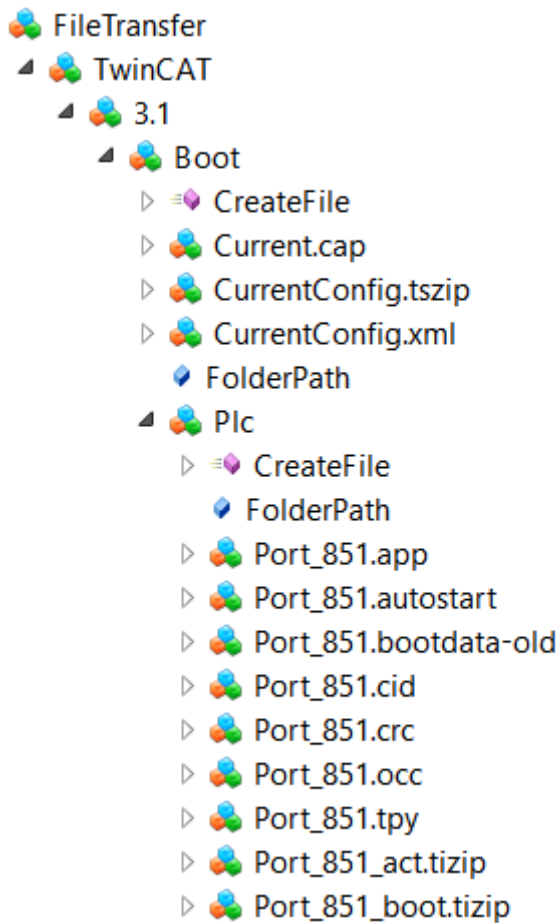 FileTransfer
TwinCAT
3.1
Boot
CreateFile
Current.cap
CurrentConfig.tszip
CurrentConfig.xml
FolderPath
Plc
CreateFile
FolderPath
Port_851.app
Port_851.autostart
Port_851.bootdata-old
Port_851.cid
Port_851.crc
Port_851.occ
Port_851.tpy
Port_851_act.tizip
Port_851_boot.tizip